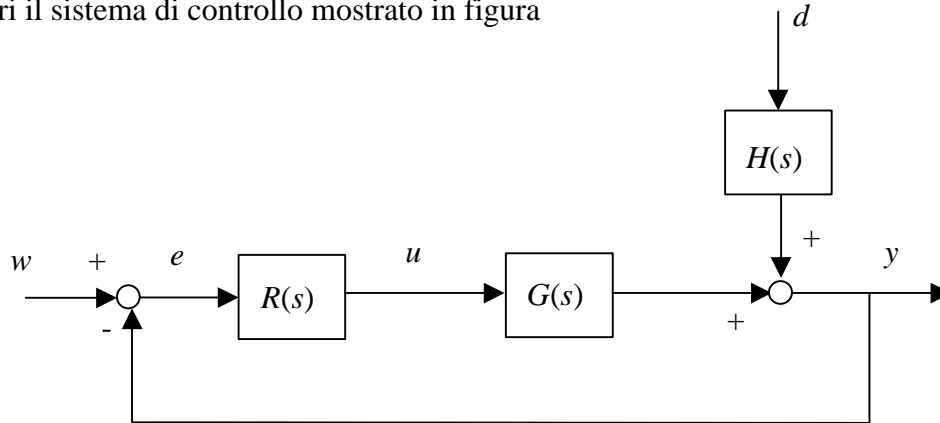 ri il sistema di controllo mostrato in figura
d
H(s)
+
w + e R(s) u G(s) + y
-